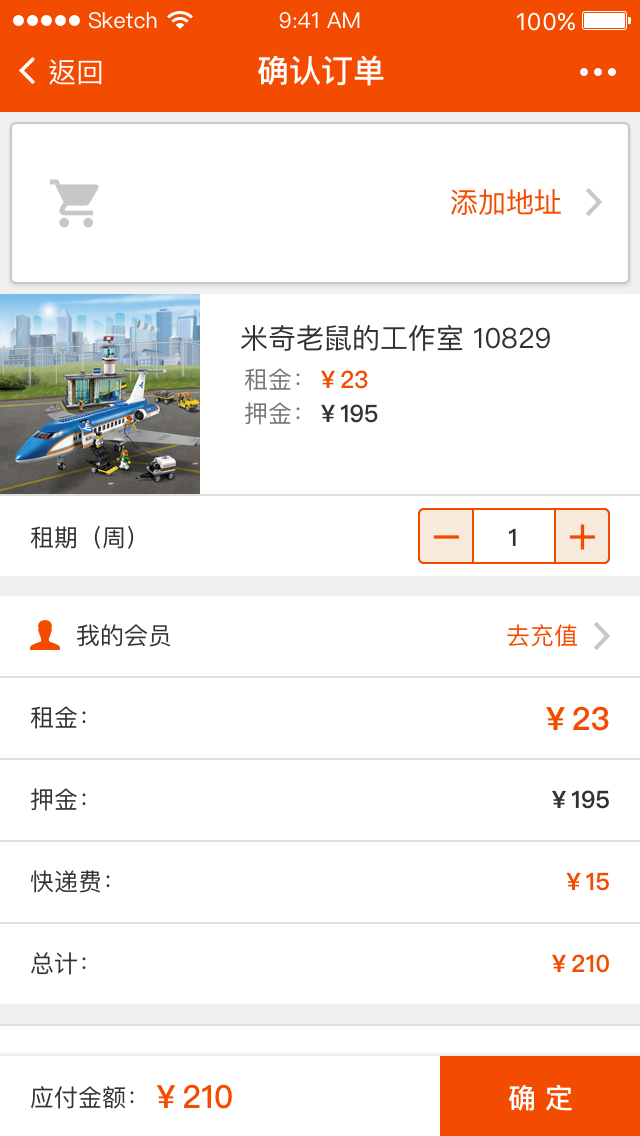 Sketch 9:41 AM 100%
返回 确认订单
添加地址
米奇老鼠的工作室 10829
租金： ¥ 23
押金： ¥ 195
租期（周） 1
我的会员 去充值
租金： ¥ 23
押金： ¥ 195
快递费： ¥ 15
总计： ¥ 210
应付金额： ¥ 210 确 定